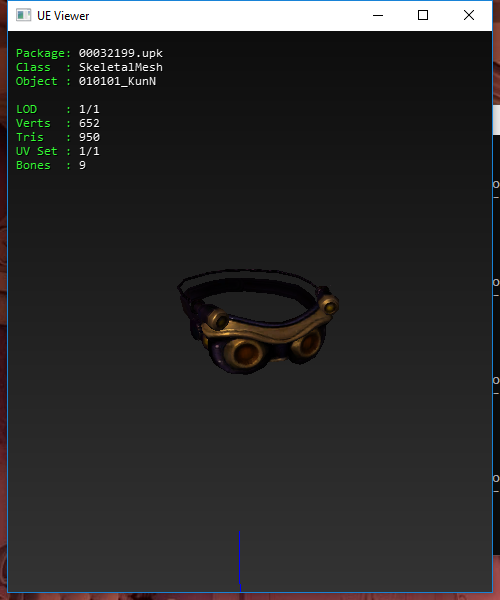 UE Viewer
Package: 00032199.upk
Class  : SkeletalMesh
Object : 010101_KunN
LOD    : 1/1
Verts  : 652
Tris   : 950
UV Set : 1/1
Bones  : 9